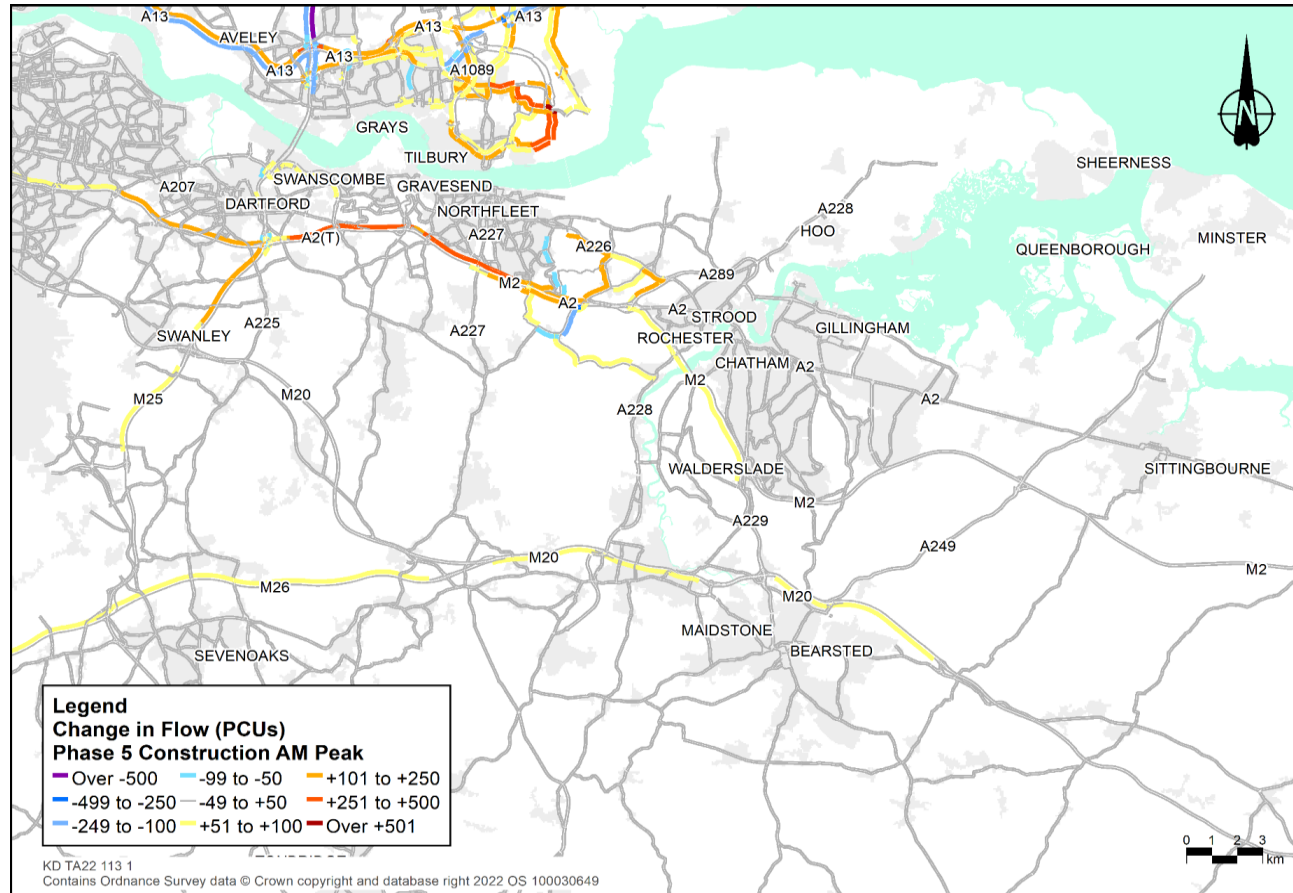 A13
A13
AVELEY
A13
A13
A13
A1089
N
GRAYS
TILBURY
SHEERNESS
SWANSCOMBE
A207
GRAVESEND
DARTFORD
NORTHFLEET
A228
HOO
A227
A2(T)
A226
QUEENBOROUGH
MINSTER
A289
M2
A2
A2
STROOD
SWANLEY
A225
A227
ROCHESTER
GILLINGHAM
CHATHAM
A2
M2
M25
M20
A2
A228
WALDERSLADE
SITTINGBOURNE
M2
A229
A249
M20
M2
M26
M20
MAIDSTONE
BEARSTED
SEVENOAKS
Legend
Change in Flow (PCUs)
Phase 5 Construction AM Peak
Over -500 -99 to -50 +101 to +250
-499 to -250 -49 to +50 +251 to +500
-249 to -100 +51 to +100 Over +501
0 1 2 3
km
KD TA22 113 1
Contains Ordnance Survey data © Crown copyright and database right 2022 OS 100030649